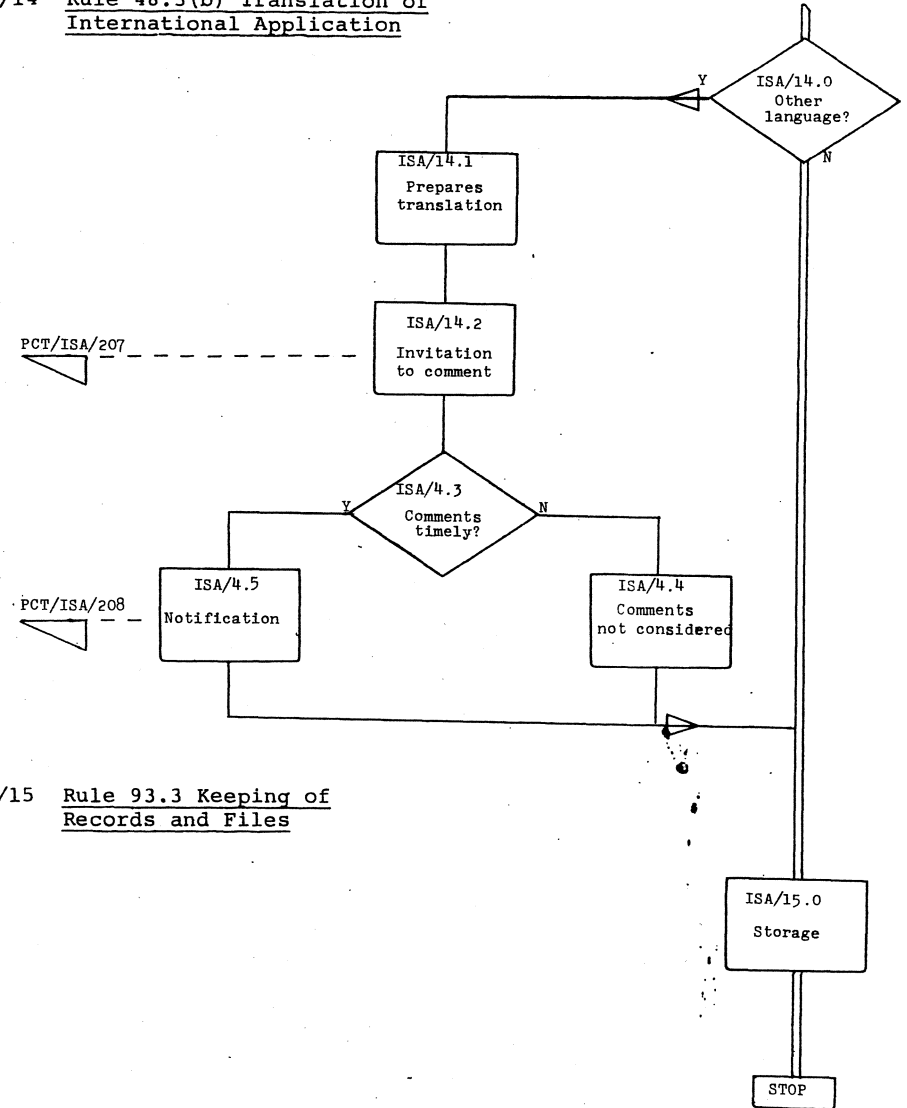 /14 Rule 48.3(b) Translation of
International Application
Y
ISA/14.0
Other
language?
N
ISA/14.1
Prepares
translation
ISA/14.2
Invitation
to comment
PCT/ISA/207
ISA/4.3
Comments
timely?
Y
N
ISA/4.5
Notification
PCT/ISA/208
ISA/4.4
Comments
not considered
/15 Rule 93.3 Keeping of
Records and Files
ISA/15.0
Storage
STOP